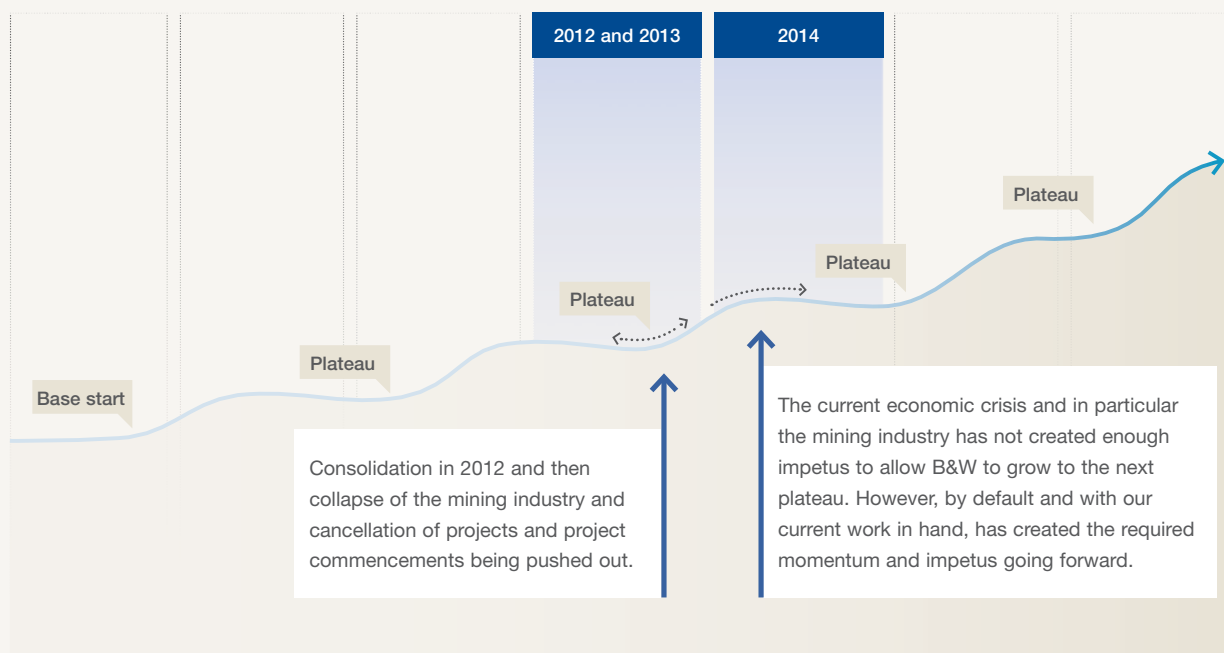 2012 and 2013
2014
Plateau
Plateau
Plateau
Plateau
Base start
Consolidation in 2012 and then
collapse of the mining industry and
cancellation of projects and project
commencements being pushed out.
The current economic crisis and in particular
the mining industry has not created enough
impetus to allow B&W to grow to the next
plateau. However, by default and with our
current work in hand, has created the required
momentum and impetus going forward.